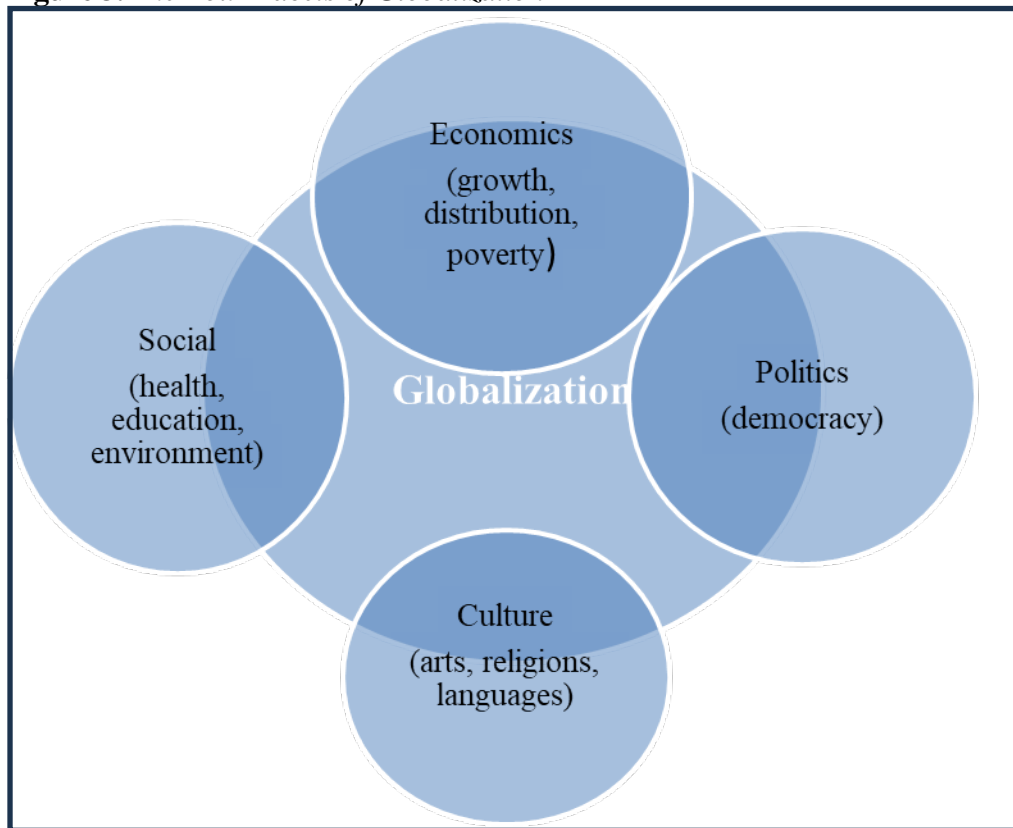 Economics
(growth,
distribution,
poverty)
Social
(health,
education,
environment)
Globalization
Politics
(democracy)
Culture
(arts, religions,
languages)